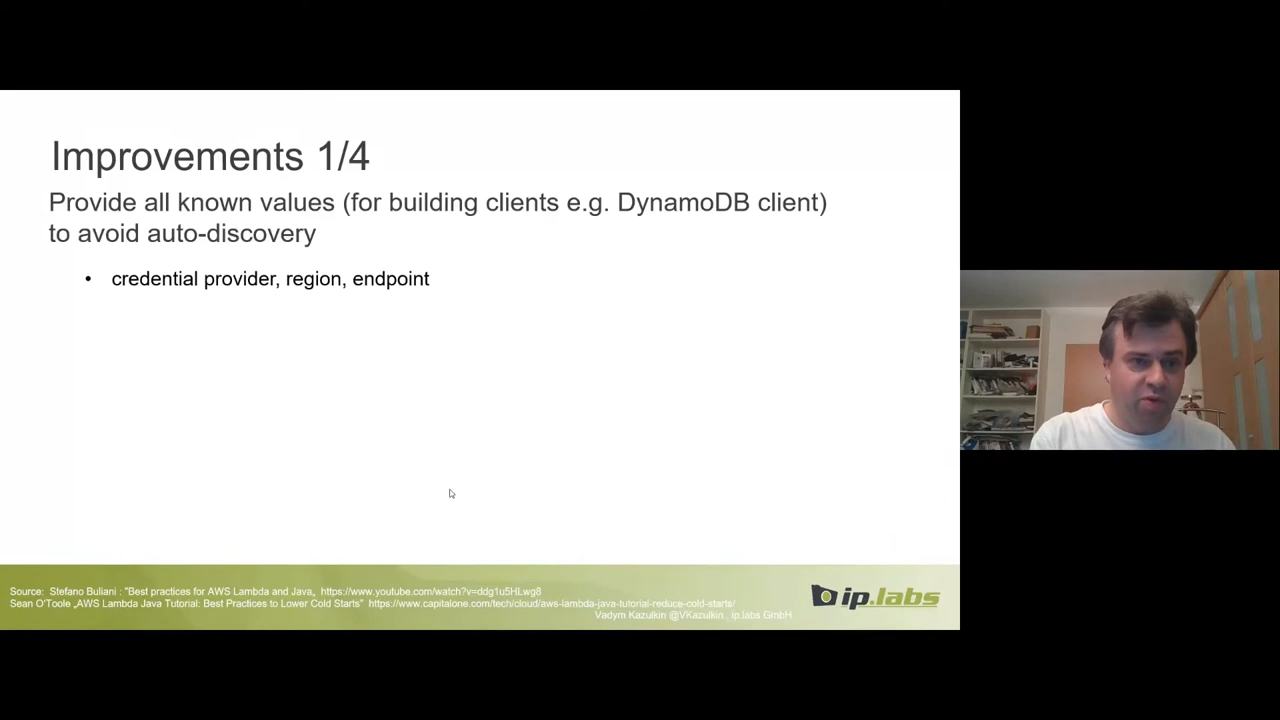 Improvements 1/4
Provide all known values (for building clients e.g. DynamoDB client)
to avoid auto-discovery
• credential provider, region, endpoint
Source: Stefano Buliani : "Best practices for AWS Lambda and Java„ https://www.youtube.com/watch?v=ddg1u5HLwg8
Sean O'Toole „AWS Lambda Java Tutorial: Best Practices to Lower Cold Starts" https://www.capitalone.com/tech/cloud/aws-lambda-java-tutorial-reduce-cold-starts/
Vadym Kazulkin @VKazulkin , ip.labs GmbH
ip.labs